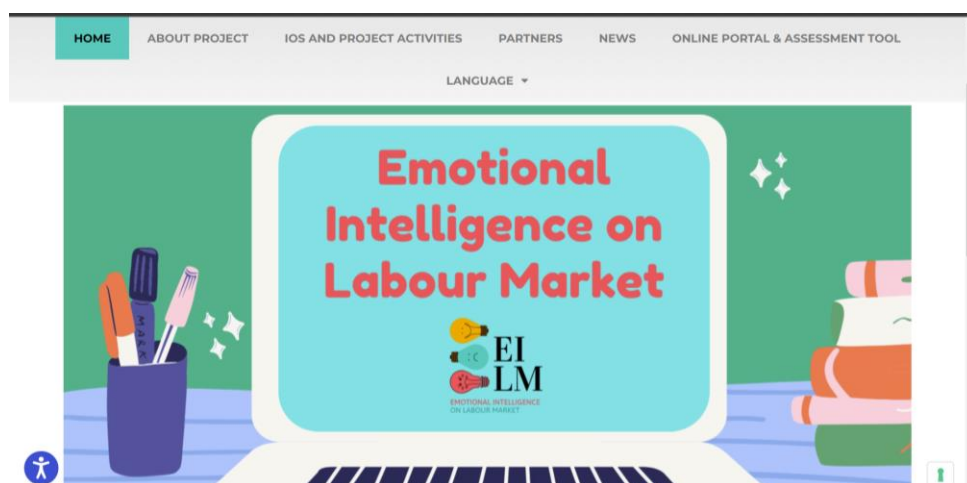 HOME ABOUT PROJECT IOS AND PROJECT ACTIVITIES PARTNERS NEWS ONLINE PORTAL & ASSESSMENT TOOL
LANGUAGE
Emotional
Intelligence on
Labour Market
EI
LM
EMOTIONAL INTELLIGENCE
ON LABOUR MARKET
MARK